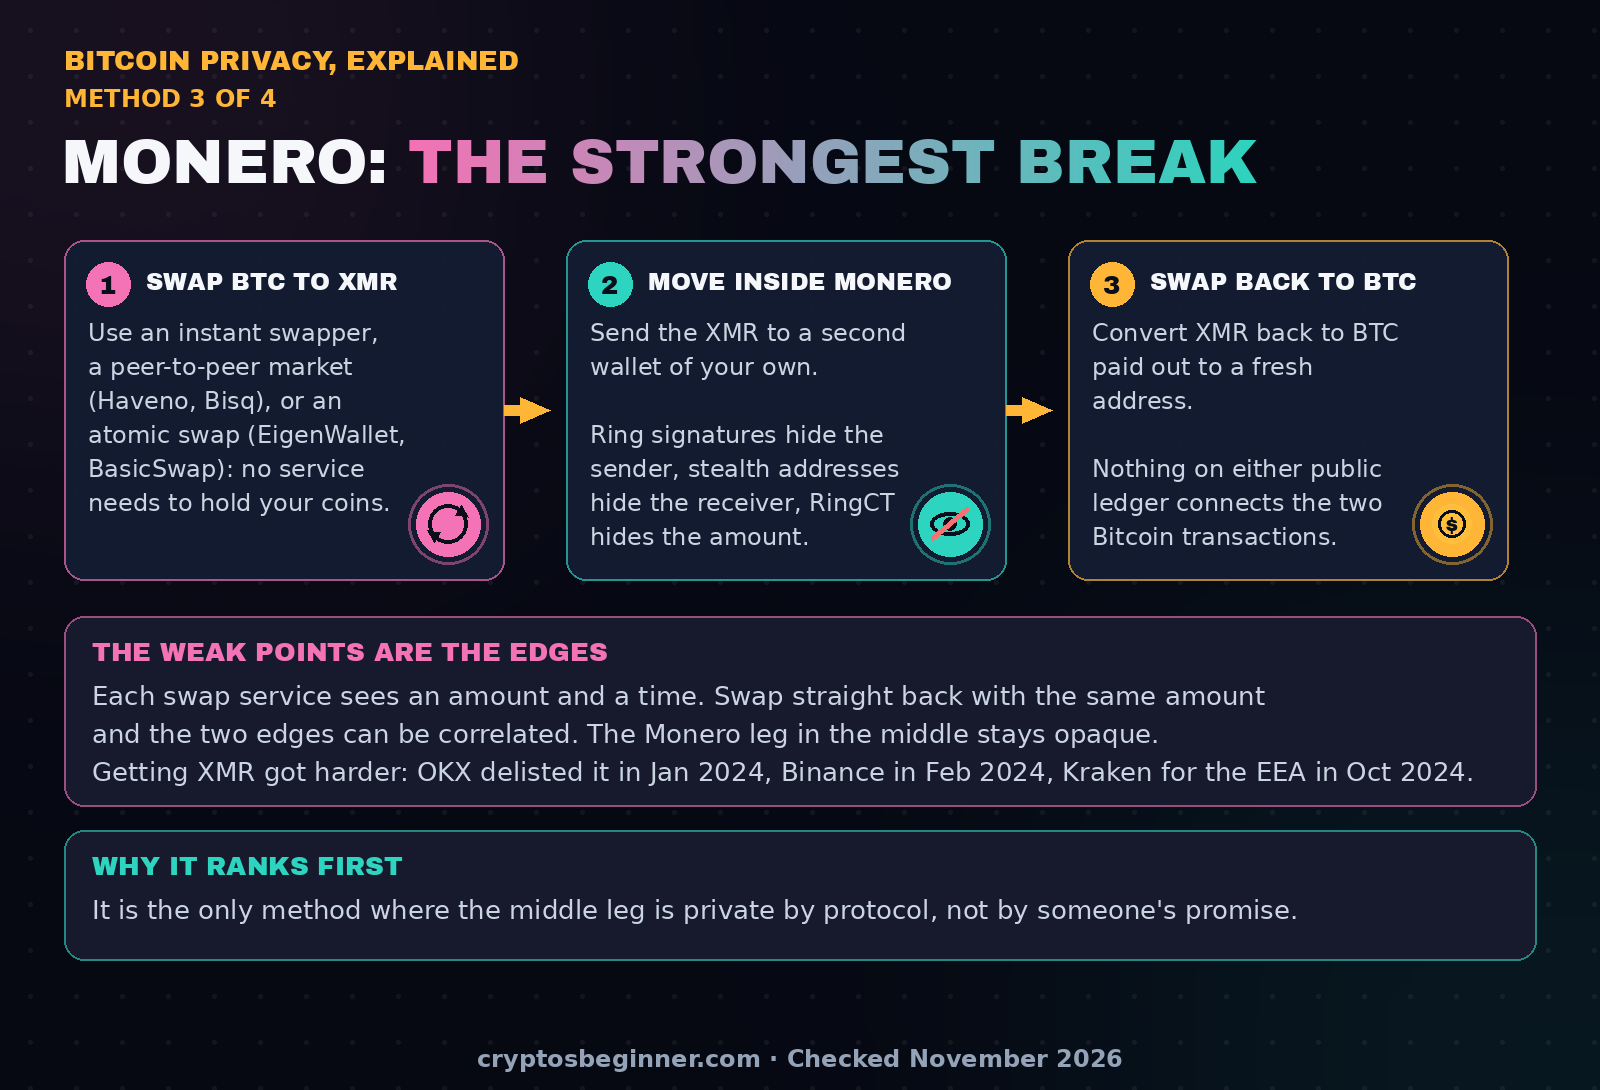 BITCOIN PRIVACY, EXPLAINED
METHOD 3 OF 4
MONERO: THE STRONGEST BREAK
1 SWAP BTC TO XMR
Use an instant swapper,
a peer-to-peer market
(Haveno, Bisq), or an
atomic swap (EigenWallet,
BasicSwap): no service
needs to hold your coins.
2 MOVE INSIDE MONERO
Send the XMR to a second
wallet of your own.
Ring signatures hide the
sender, stealth addresses
hide the receiver, RingCT
hides the amount.
3 SWAP BACK TO BTC
Convert XMR back to BTC
paid out to a fresh
address.
Nothing on either public
ledger connects the two
Bitcoin transactions.
$
THE WEAK POINTS ARE THE EDGES
Each swap service sees an amount and a time. Swap straight back with the same amount
and the two edges can be correlated. The Monero leg in the middle stays opaque.
Getting XMR got harder: OKX delisted it in Jan 2024, Binance in Feb 2024, Kraken for the EEA in Oct 2024.
WHY IT RANKS FIRST
It is the only method where the middle leg is private by protocol, not by someone's promise.
cryptosbeginner.com · Checked November 2026